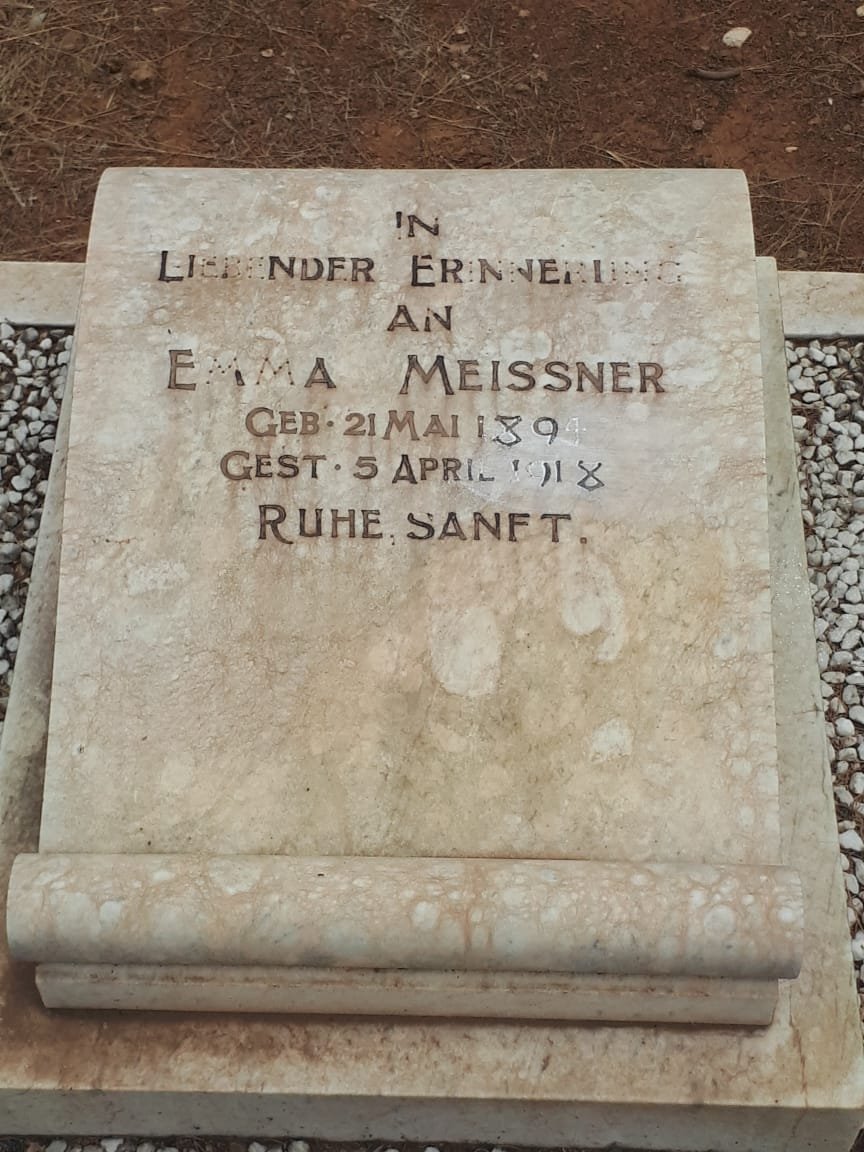 IN
LIEBENDER ERINNERUNG
AN
EMMA MEISSNER
GEB. 21 MAI 1894
GEST. 5 APRIL 1918
RUHE SANFT.